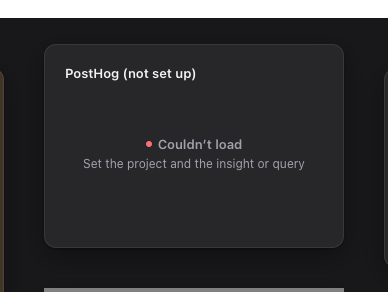 PostHog (not set up)
Couldn’t load
Set the project and the insight or query